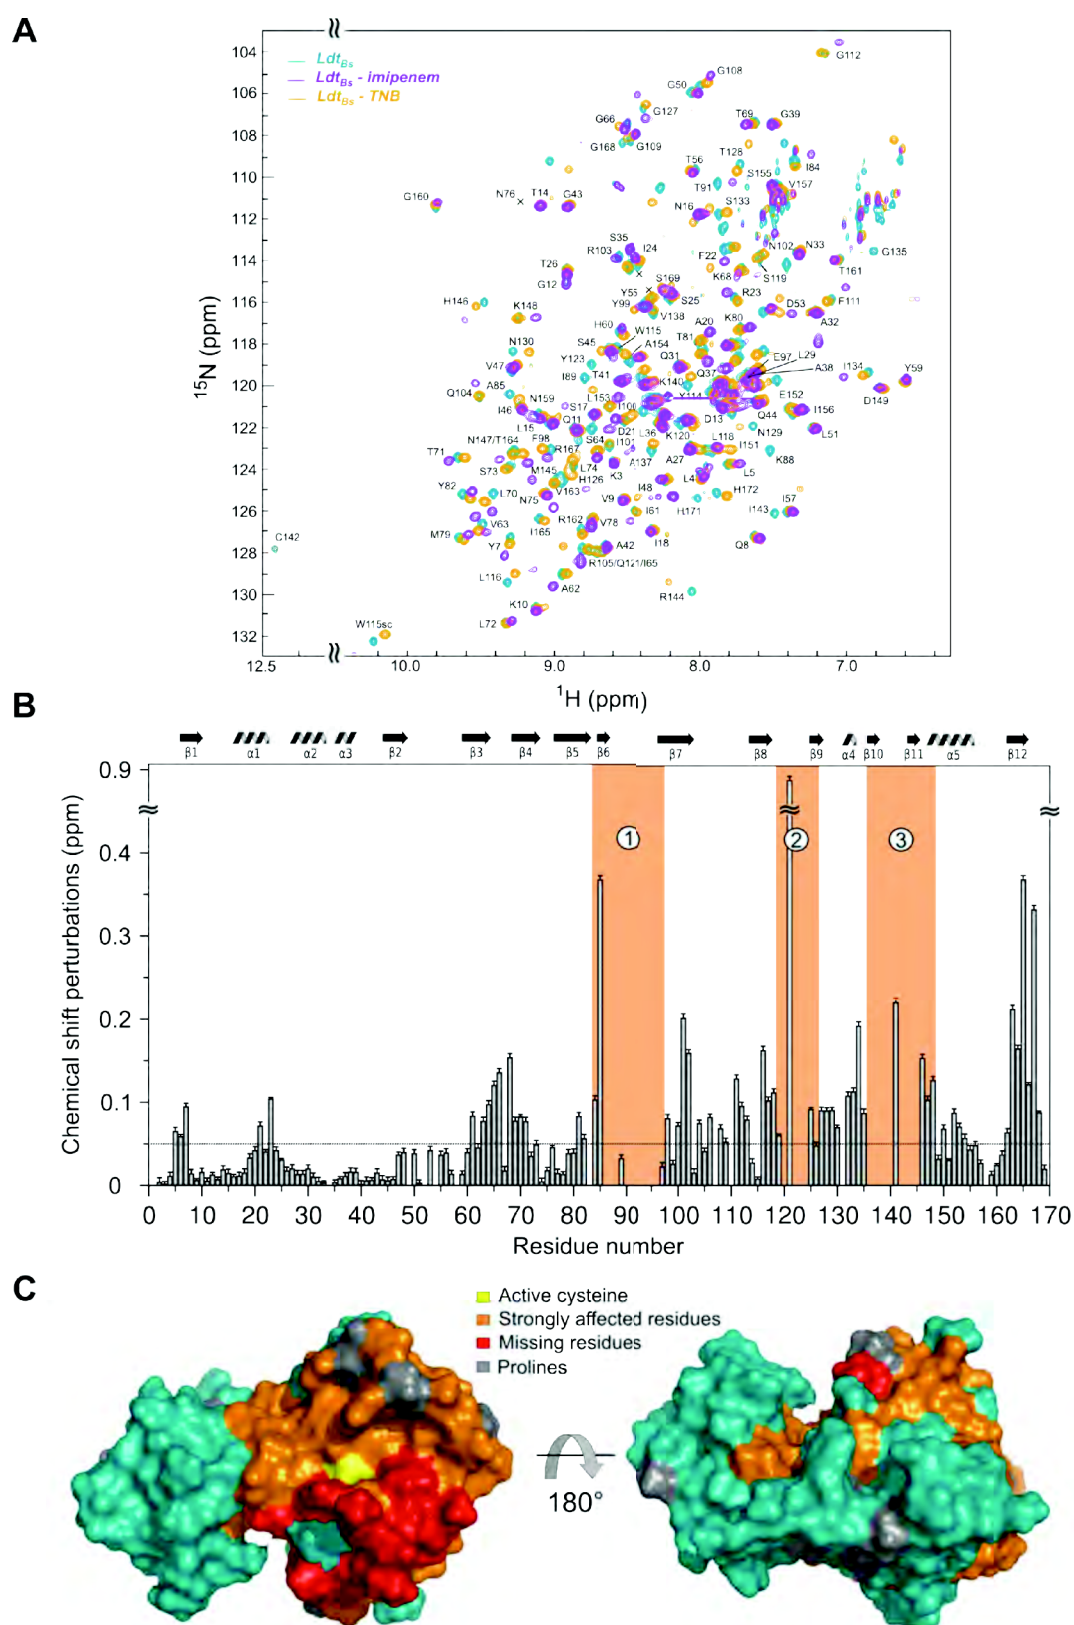 A
Ldt_Bs
Ldt_Bs - imipenem
Ldt_Bs - TNB
104
106
108
110
112
114
116
118
120
122
124
126
128
130
132
12.5
10.0
9.0
8.0
7.0
15N (ppm)
1H (ppm)
G112
G108
G50
G127
G66
T69
G39
G168
G109
T128
T56
S155
I84
T91
V157
N76
T14
G43
G160
N16
S133
S35
I24
N102
N33
G135
R103
F22
T26
K68
S119
T161
G12
S169
Y55
S25
R23
H146
K148
Y99
V138
D53
F111
H60
W115
A20
K80
A32
N130
S45
A154
T81
E97
L29
V47
Y123
Q31
Q37
A38
I134
Y59
I89
T41
K140
Y114
D149
Q104
A85
N159
S17
L153
I100
E152
I46
D13
Q44
I156
L15
Q11
D21
L36
K120
N129
L51
N147/T164
F98
S64
I101
L118
I151
R167
K88
T71
S73
M145
L74
K3
A137
A27
L4
L5
H126
Y82
L70
N75
V163
I48
H172
V9
H171
I57
V63
R162
V78
I61
I143
M79
Y7
I165
I18
Q8
A42
C142
R105/Q121/I65
L116
A62
R144
K10
L72
W115sc
B
β1
α1
α2
α3
β2
β3
β4
β5
β6
β7
β8
β9
α4
β10
β11
α5
β12
0.9
0.4
0.3
0.2
0.1
0
1
2
3
0 10 20 30 40 50 60 70 80 90 100 110 120 130 140 150 160 170
Chemical shift perturbations (ppm)
Residue number
C
Active cysteine
Strongly affected residues
Missing residues
Prolines
180°